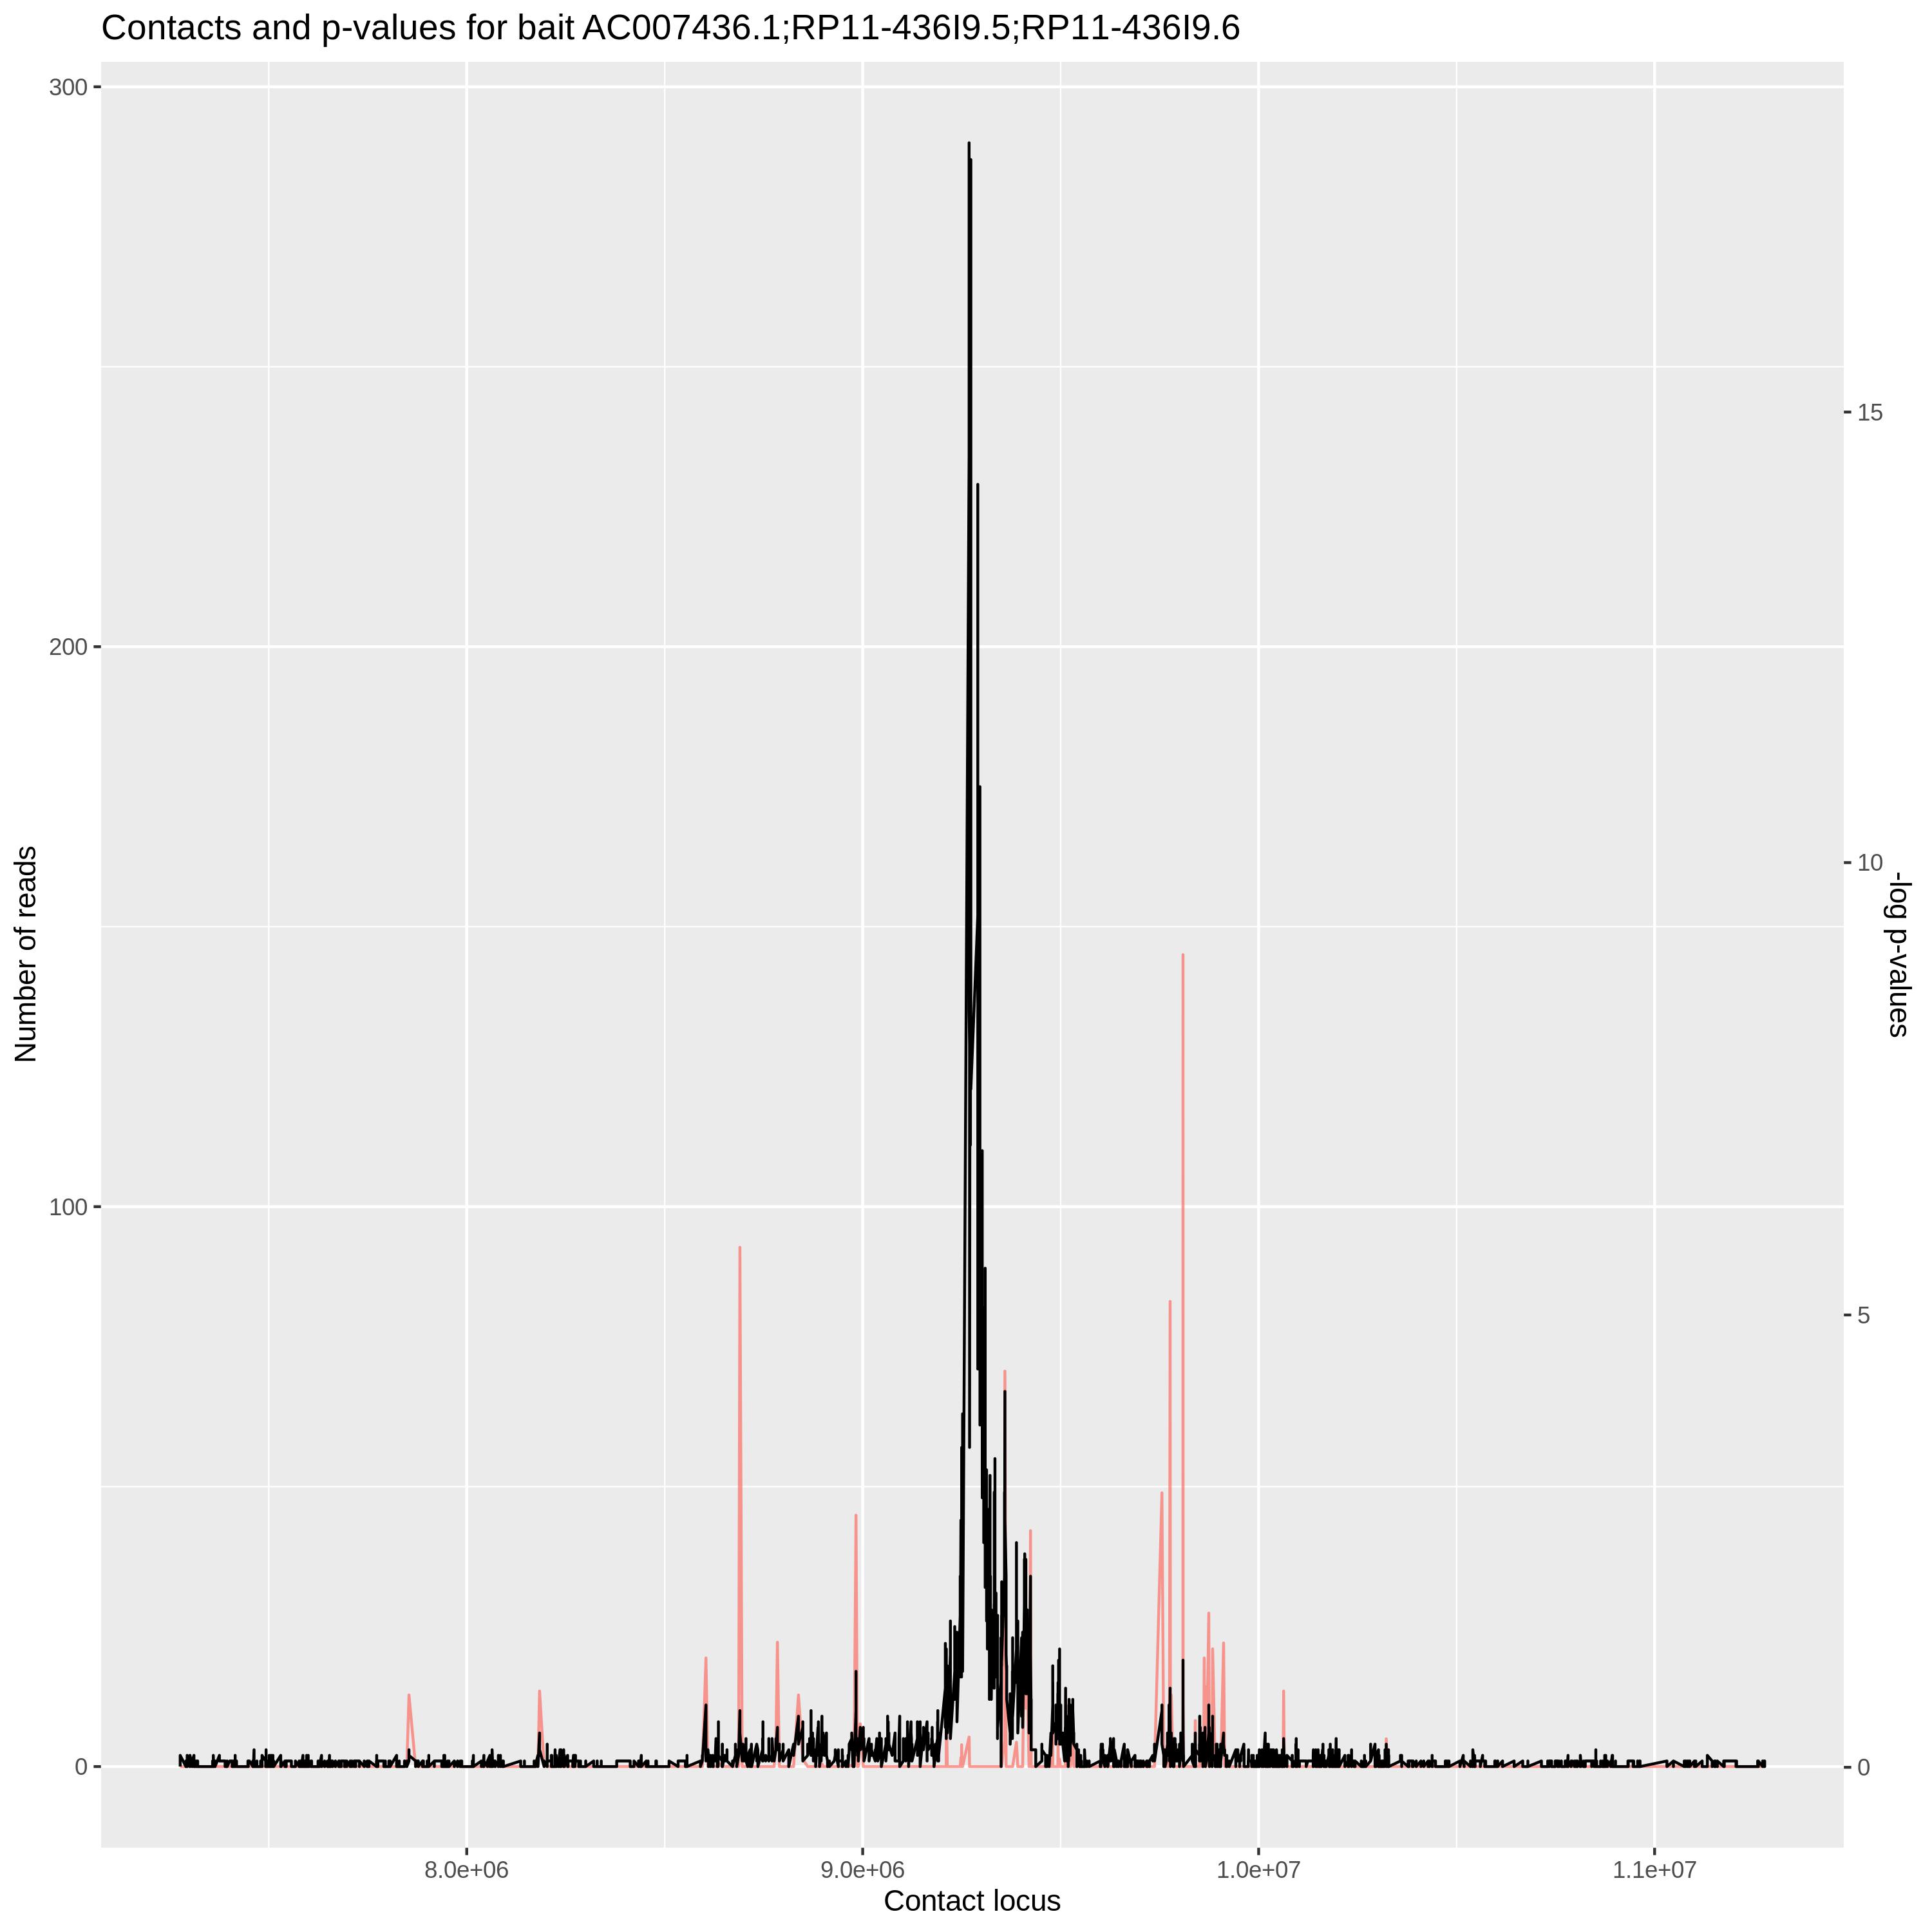 Contacts and p-values for bait AC007436.1;RP11-436I9.5;RP11-436I9.6
300
200
100
0
Number of reads
15
10
5
0
-log p-values
8.0e+06
9.0e+06
1.0e+07
1.1e+07
Contact locus